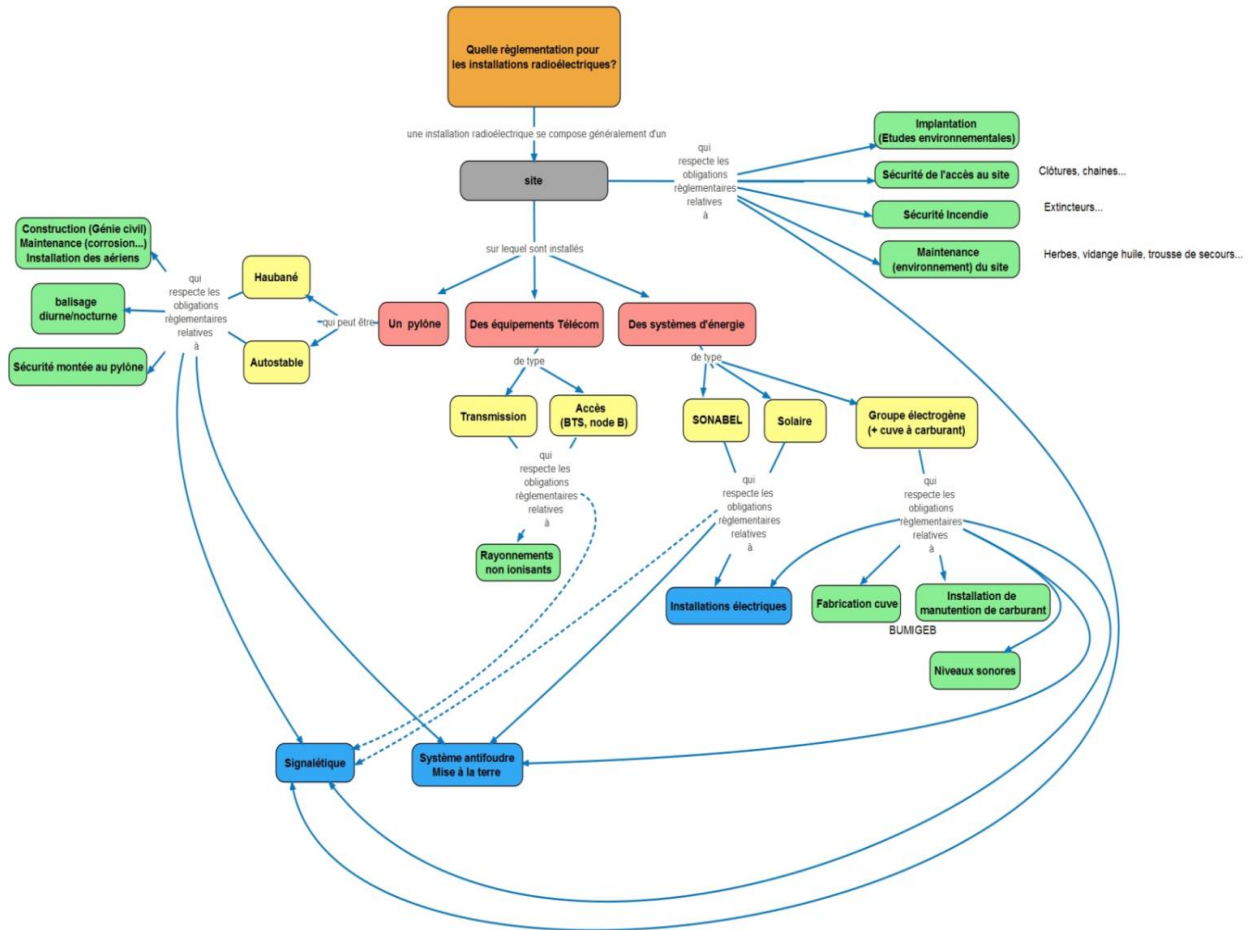 Quelle règlementation pour
les installations radioélectriques?
une installation radioélectrique se compose généralement d'un
site
qui
respecte les
obligations
règlementaires
relatives
à
Implantation
(Etudes environnementales)
Sécurité de l'accès au site
Clôtures, chaines...
Sécurité Incendie
Extincteurs...
Maintenance
(environnement) du site
Herbes, vidange huile, trousse de secours...
sur lequel sont installés
Un pylône
Des équipements Télécom
Des systèmes d'énergie
qui peut être
Haubané
Autostable
qui
respecte les
obligations
règlementaires
relatives
à
Construction (Génie civil)
Maintenance (corrosion...)
Installation des aériens
balisage
diurne/nocturne
Sécurité montée au pylône
de type
Transmission
Accès
(BTS, node B)
qui
respecte les
obligations
règlementaires
relatives
à
Rayonnements
non ionisants
de type
SONABEL
Solaire
Groupe électrogène
(+ cuve à carburant)
qui
respecte les
obligations
règlementaires
relatives
à
Installations électriques
qui
respecte les
obligations
règlementaires
relatives
à
Fabrication cuve
Installation de
manutention de carburant
BUMIGEB
Niveaux sonores
Signalétique
Système antifoudre
Mise à la terre